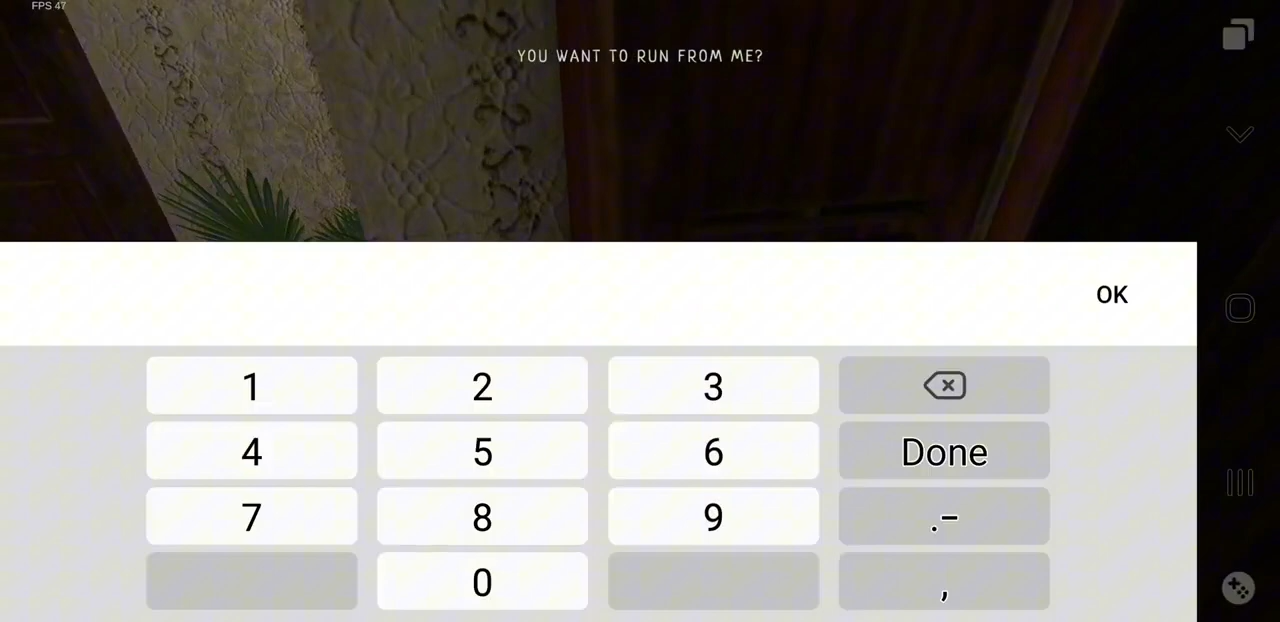 FPS 47
YOU WANT TO RUN FROM ME?
OK
1 2 3
4 5 6 Done
7 8 9 .-
0 ,